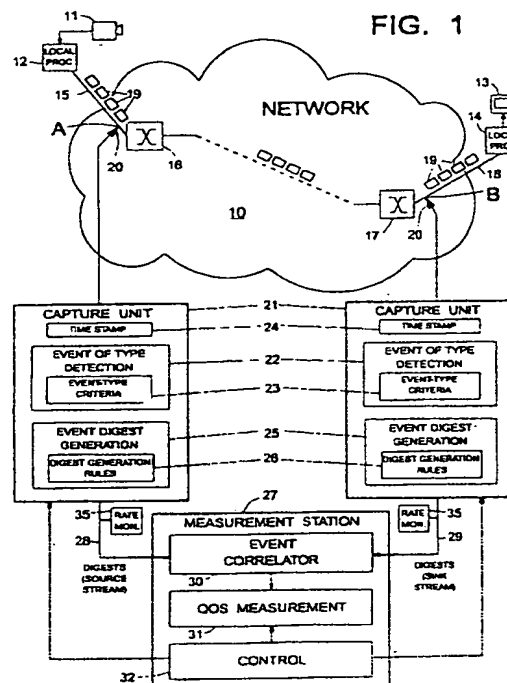 FIG. 1
11
12
LOCAL
PROC
15
19
A
20
16
NETWORK
10
13
14
LOCAL
PROC
19
18
B
17
20
CAPTURE UNIT
TIME STAMP
EVENT OF TYPE
DETECTION
EVENT-TYPE
CRITERIA
EVENT DIGEST
GENERATION
DIGEST GENERATION
RULES
21
24
22
23
25
26
27
CAPTURE UNIT
TIME STAMP
EVENT OF TYPE
DETECTION
EVENT-TYPE
CRITERIA
EVENT DIGEST
GENERATION
DIGEST GENERATION
RULES
35
RATE
MON.
28
DIGESTS
(SOURCE
STREAM)
35
RATE
MON.
29
DIGESTS
(SINK
STREAM)
MEASUREMENT STATION
EVENT
CORRELATOR
30
QOS MEASUREMENT
31
CONTROL
32